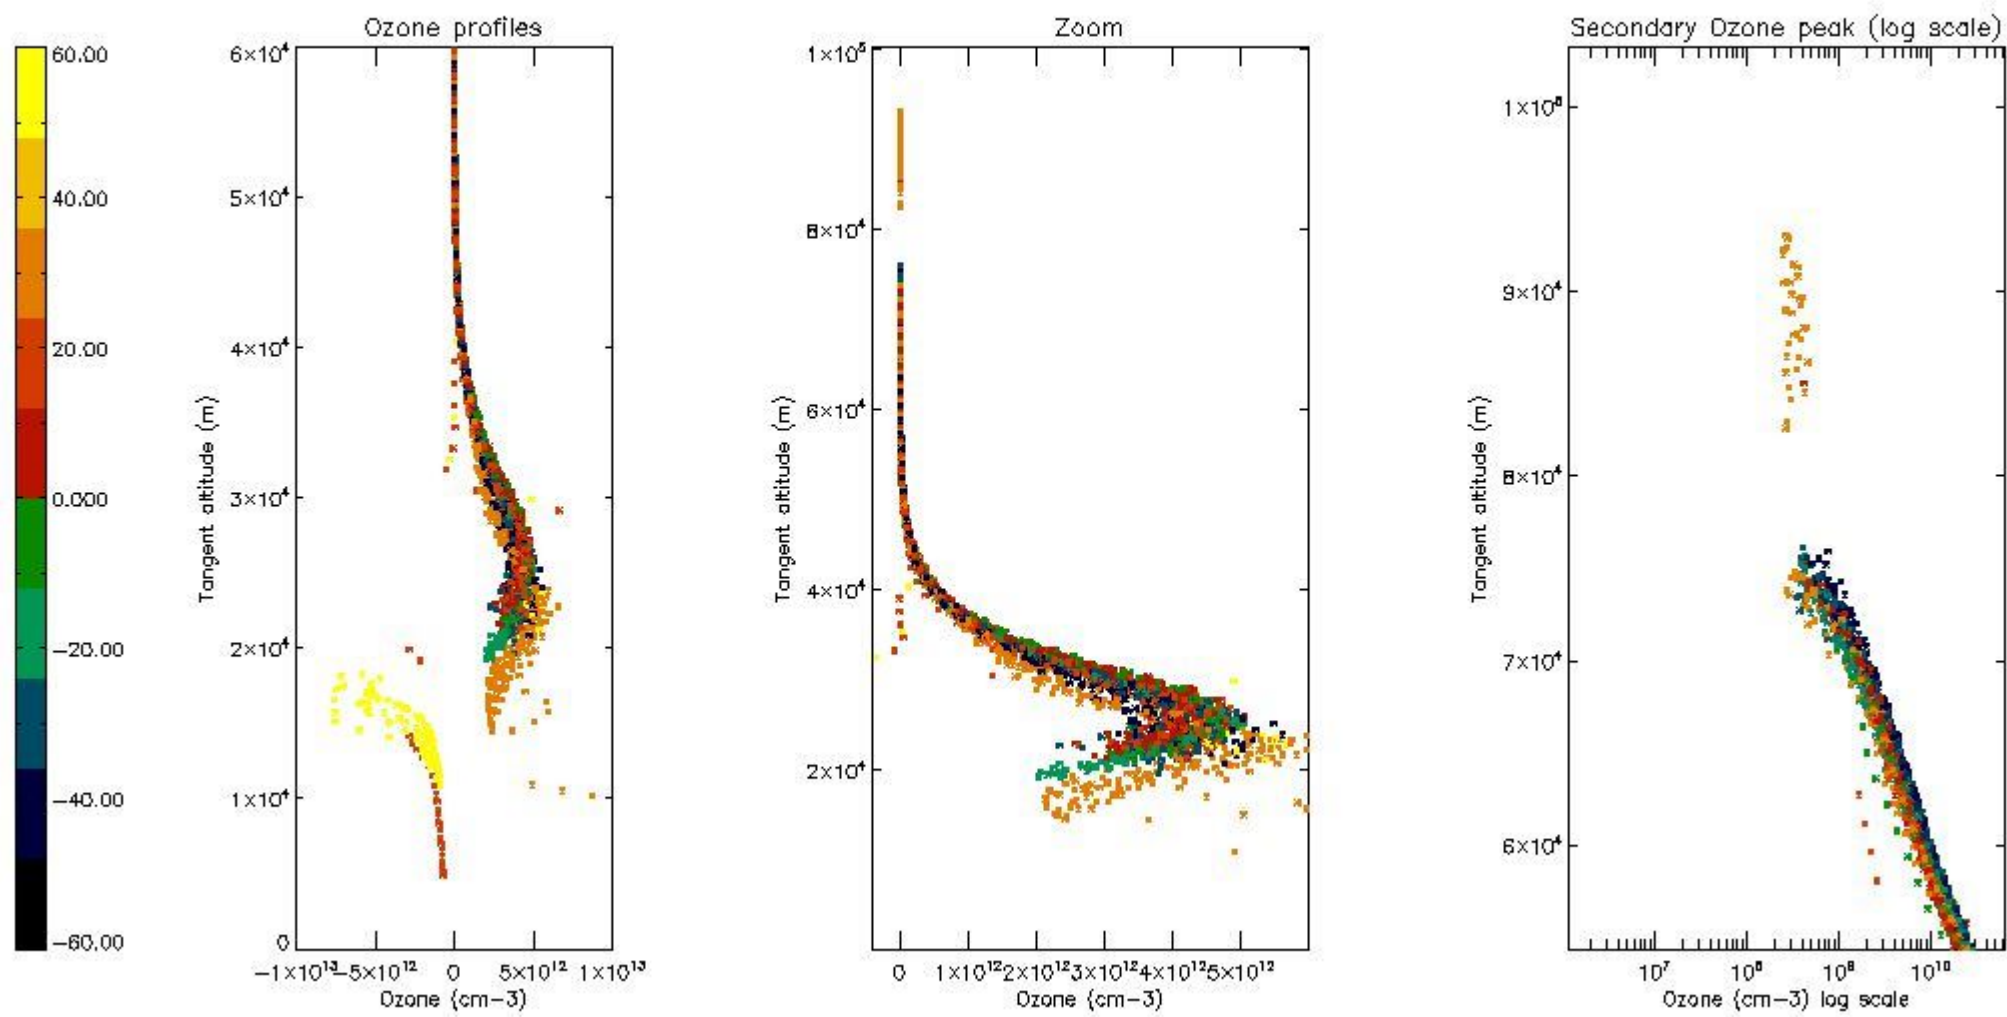 Ozone profiles
Zoom
Secondary Ozone peak (log scale)
60.00
40.00
20.00
0.000
−20.00
−40.00
−60.00
6×10⁴
5×10⁴
4×10⁴
3×10⁴
2×10⁴
1×10⁴
0
Tangent altitude (m)
−1×10¹³ −5×10¹² 0 5×10¹² 1×10¹³
Ozone (cm−3)
1×10⁵
8×10⁴
6×10⁴
4×10⁴
2×10⁴
Tangent altitude (m)
0 1×10¹² 2×10¹² 3×10¹² 4×10¹² 5×10¹²
Ozone (cm−3)
1×10⁵
9×10⁴
8×10⁴
7×10⁴
6×10⁴
Tangent altitude (m)
10⁷ 10⁸ 10⁹ 10¹⁰
Ozone (cm−3) log scale